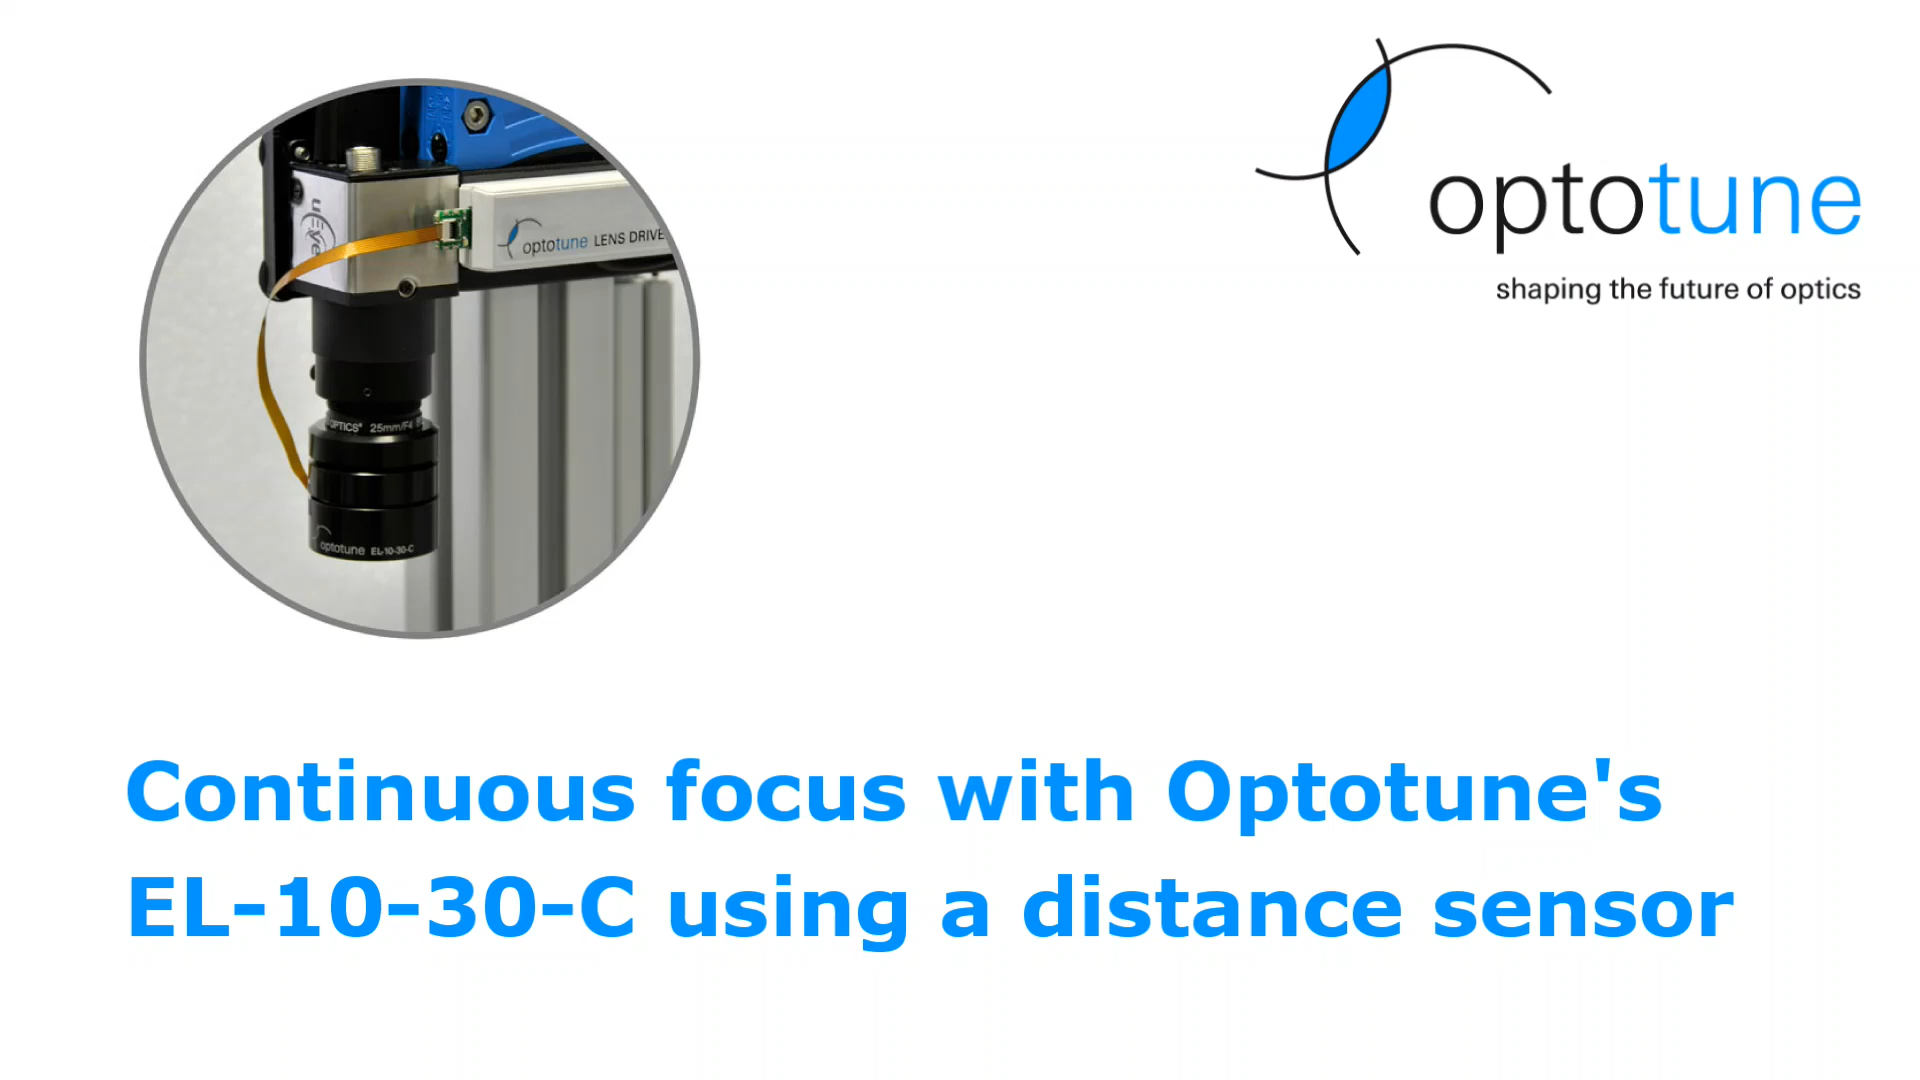 optotune
shaping the future of optics
uEye
optotune LENS DRIVE
OPTICS® 25mm/F4
optotune EL-10-30-C
Continuous focus with Optotune's
EL-10-30-C using a distance sensor